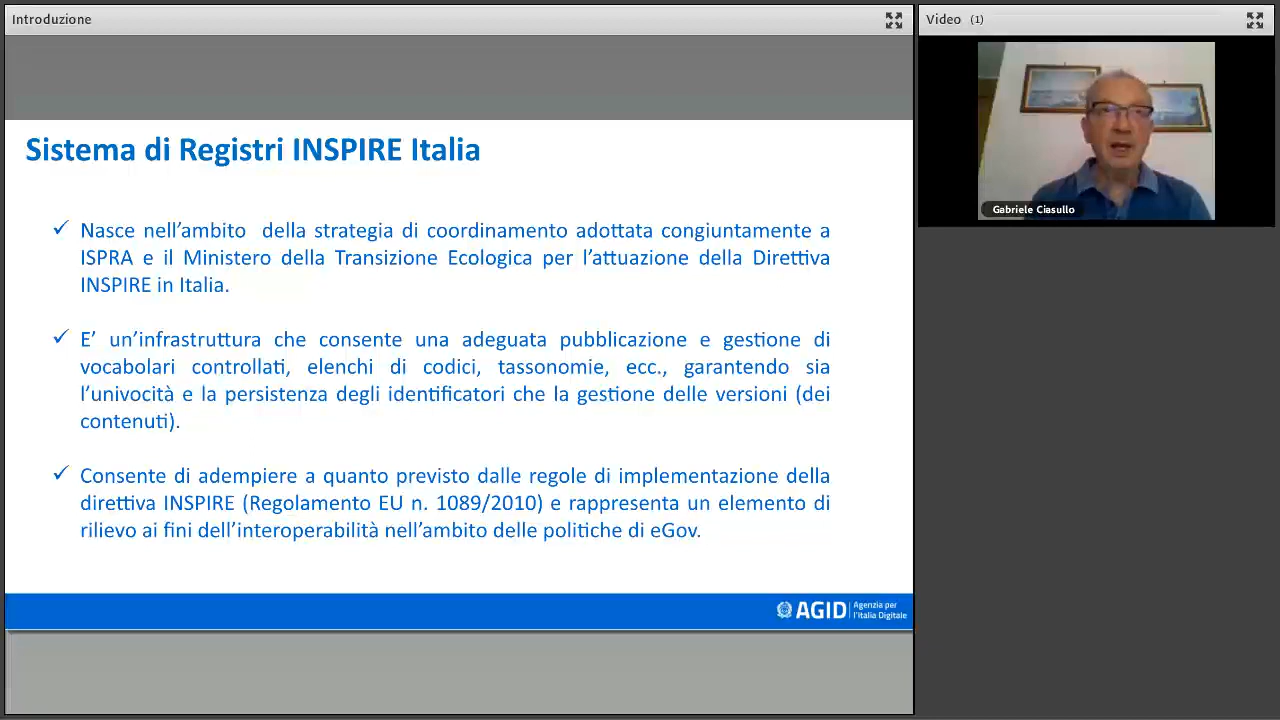 Introduzione
Video (1)
Gabriele Ciasullo
Sistema di Registri INSPIRE Italia
✓ Nasce nell'ambito  della strategia di coordinamento adottata congiuntamente a
ISPRA e il Ministero della Transizione Ecologica per l'attuazione della Direttiva
INSPIRE in Italia.
✓ E' un'infrastruttura che consente una adeguata pubblicazione e gestione di
vocabolari controllati, elenchi di codici, tassonomie, ecc., garantendo sia
l'univocità e la persistenza degli identificatori che la gestione delle versioni (dei
contenuti).
✓ Consente di adempiere a quanto previsto dalle regole di implementazione della
direttiva INSPIRE (Regolamento EU n. 1089/2010) e rappresenta un elemento di
rilievo ai fini dell'interoperabilità nell'ambito delle politiche di eGov.
AGID
Agenzia per
l'Italia Digitale